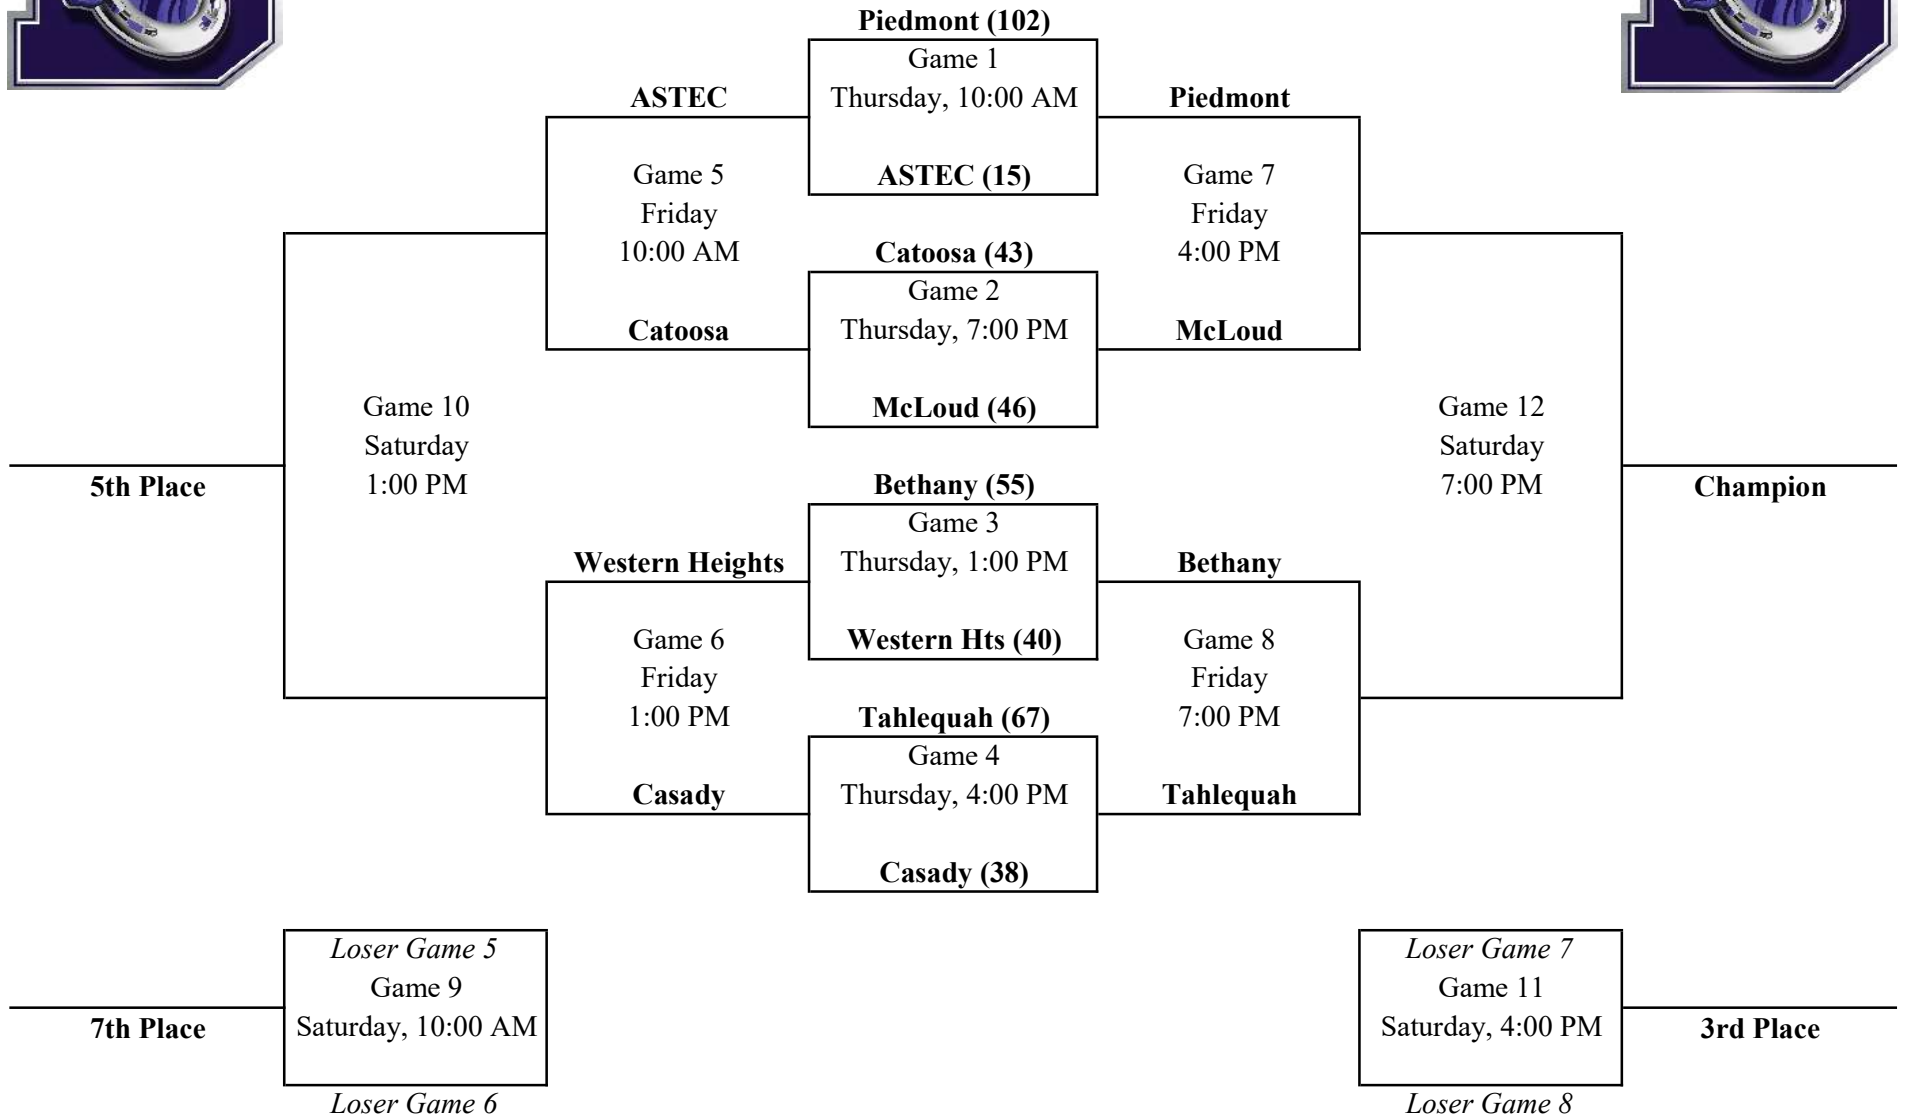 Piedmont (102)
Game 1
ASTEC
Thursday, 10:00 AM
Piedmont
Game 5
ASTEC (15)
Game 7
Friday
Friday
10:00 AM
Catoosa (43)
4:00 PM
Game 2
Catoosa
Thursday, 7:00 PM
McLoud
Game 10
McLoud (46)
Game 12
Saturday
Saturday
5th Place
1:00 PM
Bethany (55)
7:00 PM
Champion
Game 3
Western Heights
Thursday, 1:00 PM
Bethany
Game 6
Western Hts (40)
Game 8
Friday
Friday
1:00 PM
Tahlequah (67)
7:00 PM
Game 4
Casady
Thursday, 4:00 PM
Tahlequah
Casady (38)
Loser Game 5
Loser Game 7
Game 9
Game 11
7th Place
Saturday, 10:00 AM
Saturday, 4:00 PM
3rd Place
Loser Game 6
Loser Game 8